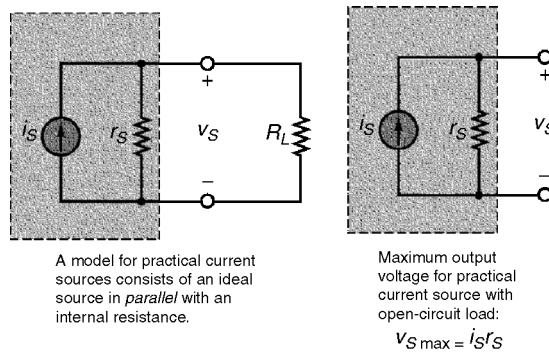 +
i_S
r_S
v_S
R_L
−
A model for practical current
sources consists of an ideal
source in parallel with an
internal resistance.
+
i_S
r_S
v_S
−
Maximum output
voltage for practical
current source with
open-circuit load:
v_S max = i_S r_S